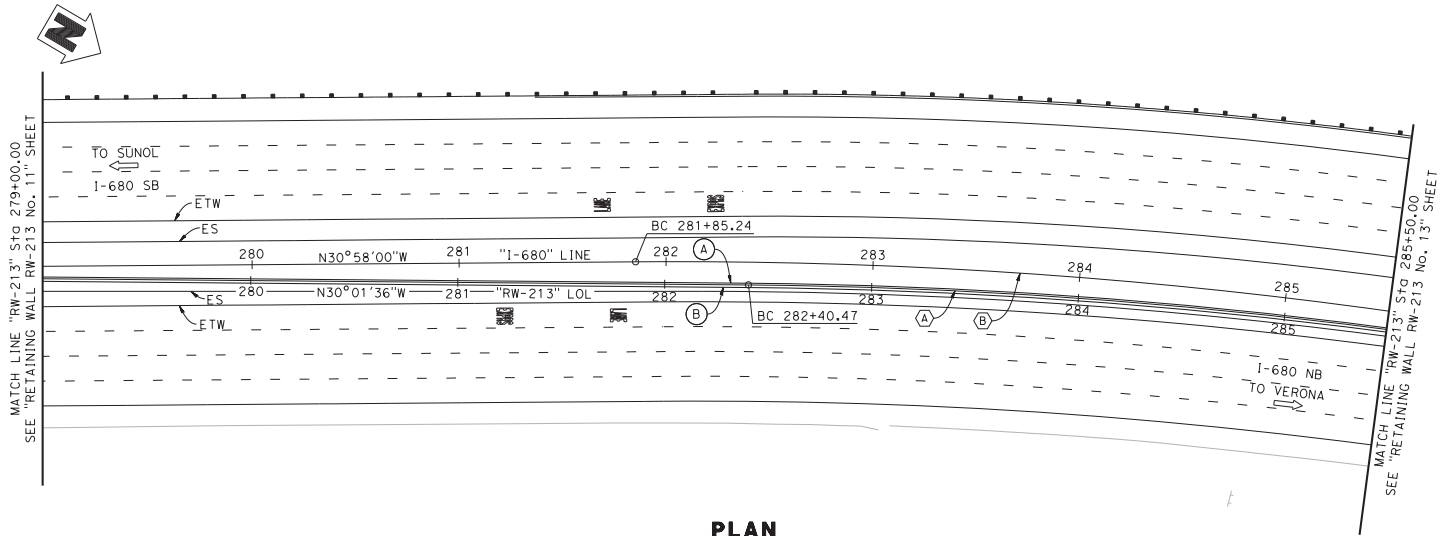 N
MATCH LINE "RW-213" Sta 279+00.00
SEE "RETAINING WALL RW-213 No. 11" SHEET
TO SUNOL
I-680 SB
ETW
ES
BC 281+85.24
A
280
N30°58'00"W
281
"I-680" LINE
282
283
284
285
ES
280
N30°01'36"W
281
"RW-213" LOL
282
283
284
285
ETW
B
BC 282+40.47
A
B
I-680 NB
TO VERONA
MATCH LINE "RW-213" Sta 285+50.00
SEE "RETAINING WALL RW-213 No. 13" SHEET
PLAN